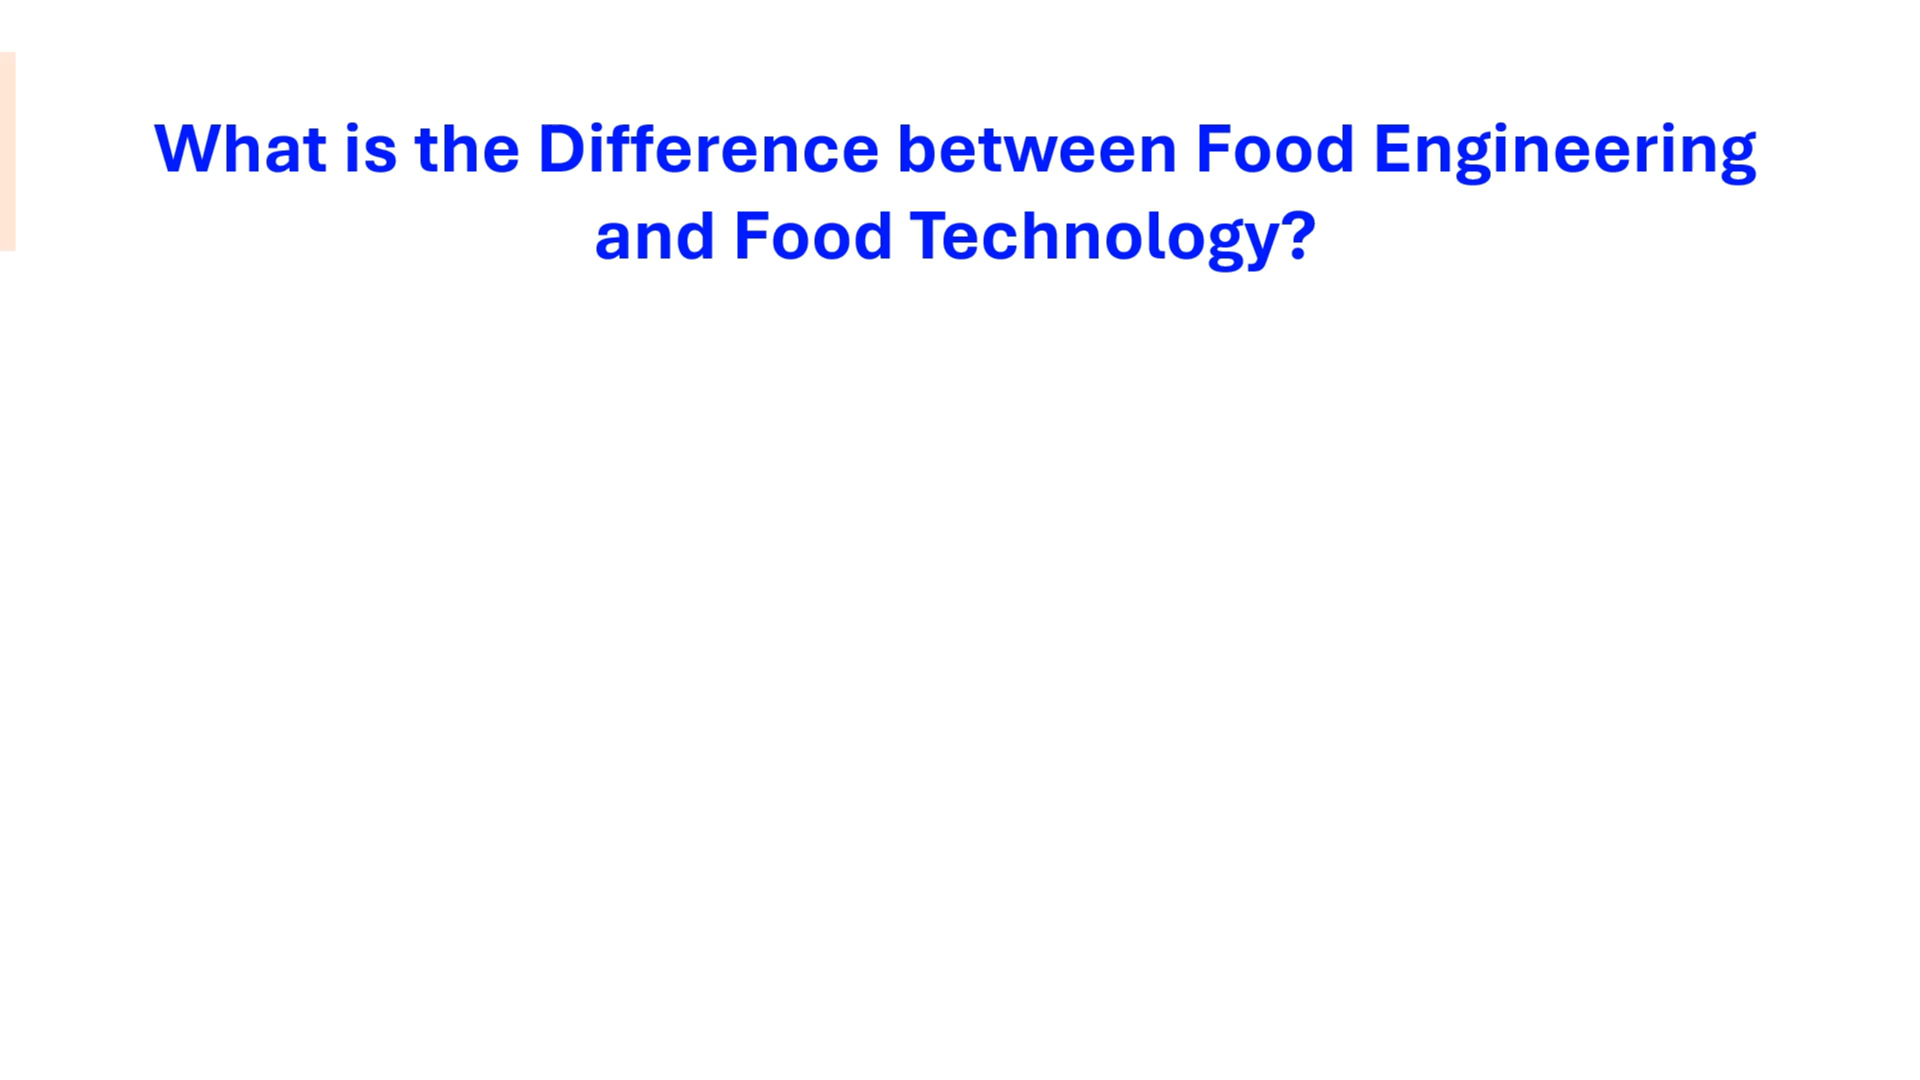 What is the Difference between Food Engineering
and Food Technology?